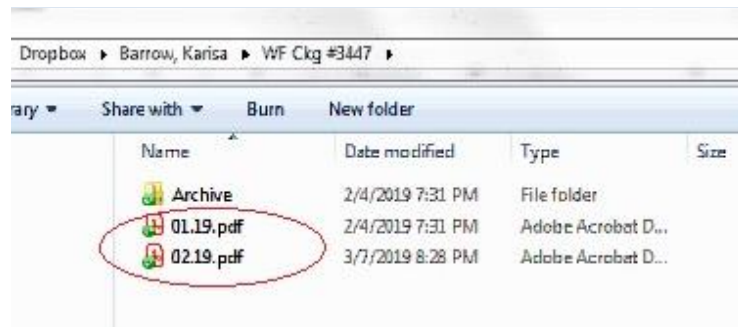 Dropbox ▸ Barrow, Karisa ▸ WF Ckg #3447 ▸
rary ▾ Share with ▾ Burn New folder
Name Date modified Type Size
Archive 2/4/2019 7:31 PM File folder
01.19.pdf 2/4/2019 7:31 PM Adobe Acrobat D...
02.19.pdf 3/7/2019 8:28 PM Adobe Acrobat D...